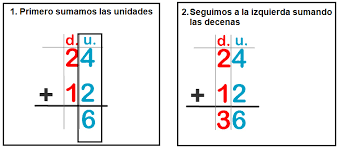 1. Primero sumamos las unidades
d. u.
24
+ 12
6
2. Seguimos a la izquierda sumando
las decenas
d. u.
24
+ 12
36